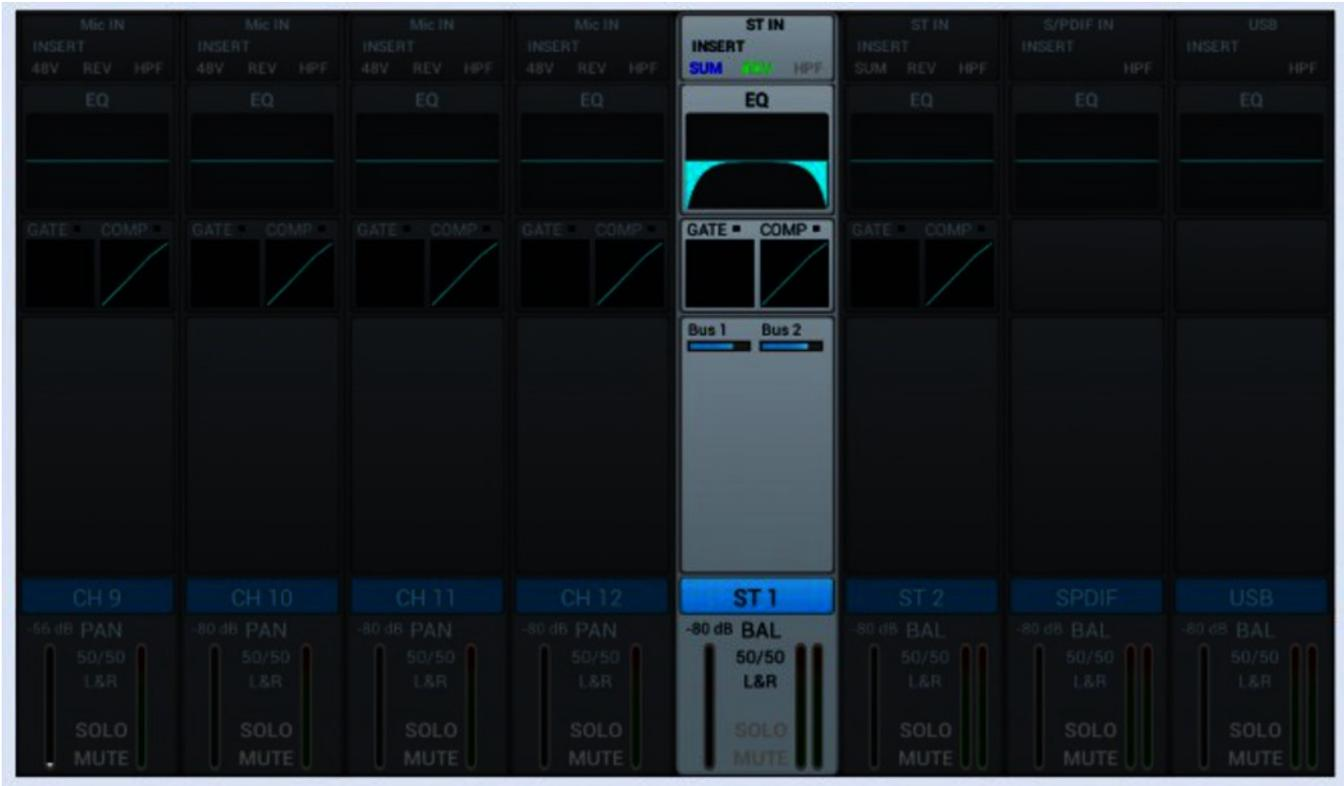 Mic IN Mic IN Mic IN Mic IN ST IN ST IN S/PDIF IN USB
INSERT INSERT INSERT INSERT INSERT INSERT INSERT INSERT
48V REV HPF 48V REV HPF 48V REV HPF 48V REV HPF SUM REV HPF SUM REV HPF HPF HPF
EQ EQ EQ EQ EQ EQ EQ EQ
GATE COMP GATE COMP GATE COMP GATE COMP GATE COMP GATE COMP
Bus 1 Bus 2
CH 9 CH 10 CH 11 CH 12 ST 1 ST 2 SPDIF USB
-56 dB PAN -80 dB PAN -80 dB PAN -80 dB PAN -80 dB BAL -80 dB BAL -80 dB BAL -80 dB BAL
50/50 50/50 50/50 50/50 50/50 50/50 50/50 50/50
L&R L&R L&R L&R L&R L&R L&R L&R
SOLO SOLO SOLO SOLO SOLO SOLO SOLO SOLO
MUTE MUTE MUTE MUTE MUTE MUTE MUTE MUTE